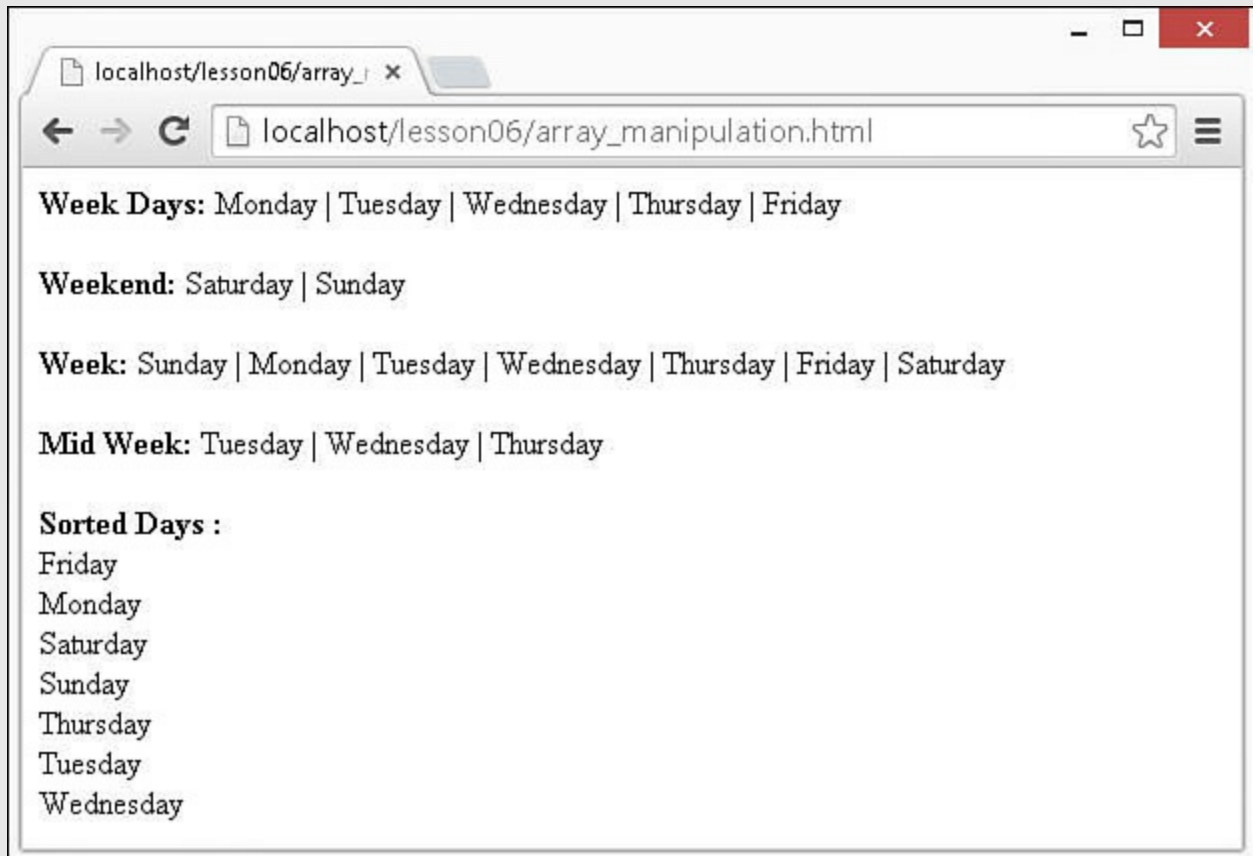 localhost/lesson06/array_
localhost/lesson06/array_manipulation.html
Week Days: Monday | Tuesday | Wednesday | Thursday | Friday
Weekend: Saturday | Sunday
Week: Sunday | Monday | Tuesday | Wednesday | Thursday | Friday | Saturday
Mid Week: Tuesday | Wednesday | Thursday
Sorted Days :
Friday
Monday
Saturday
Sunday
Thursday
Tuesday
Wednesday